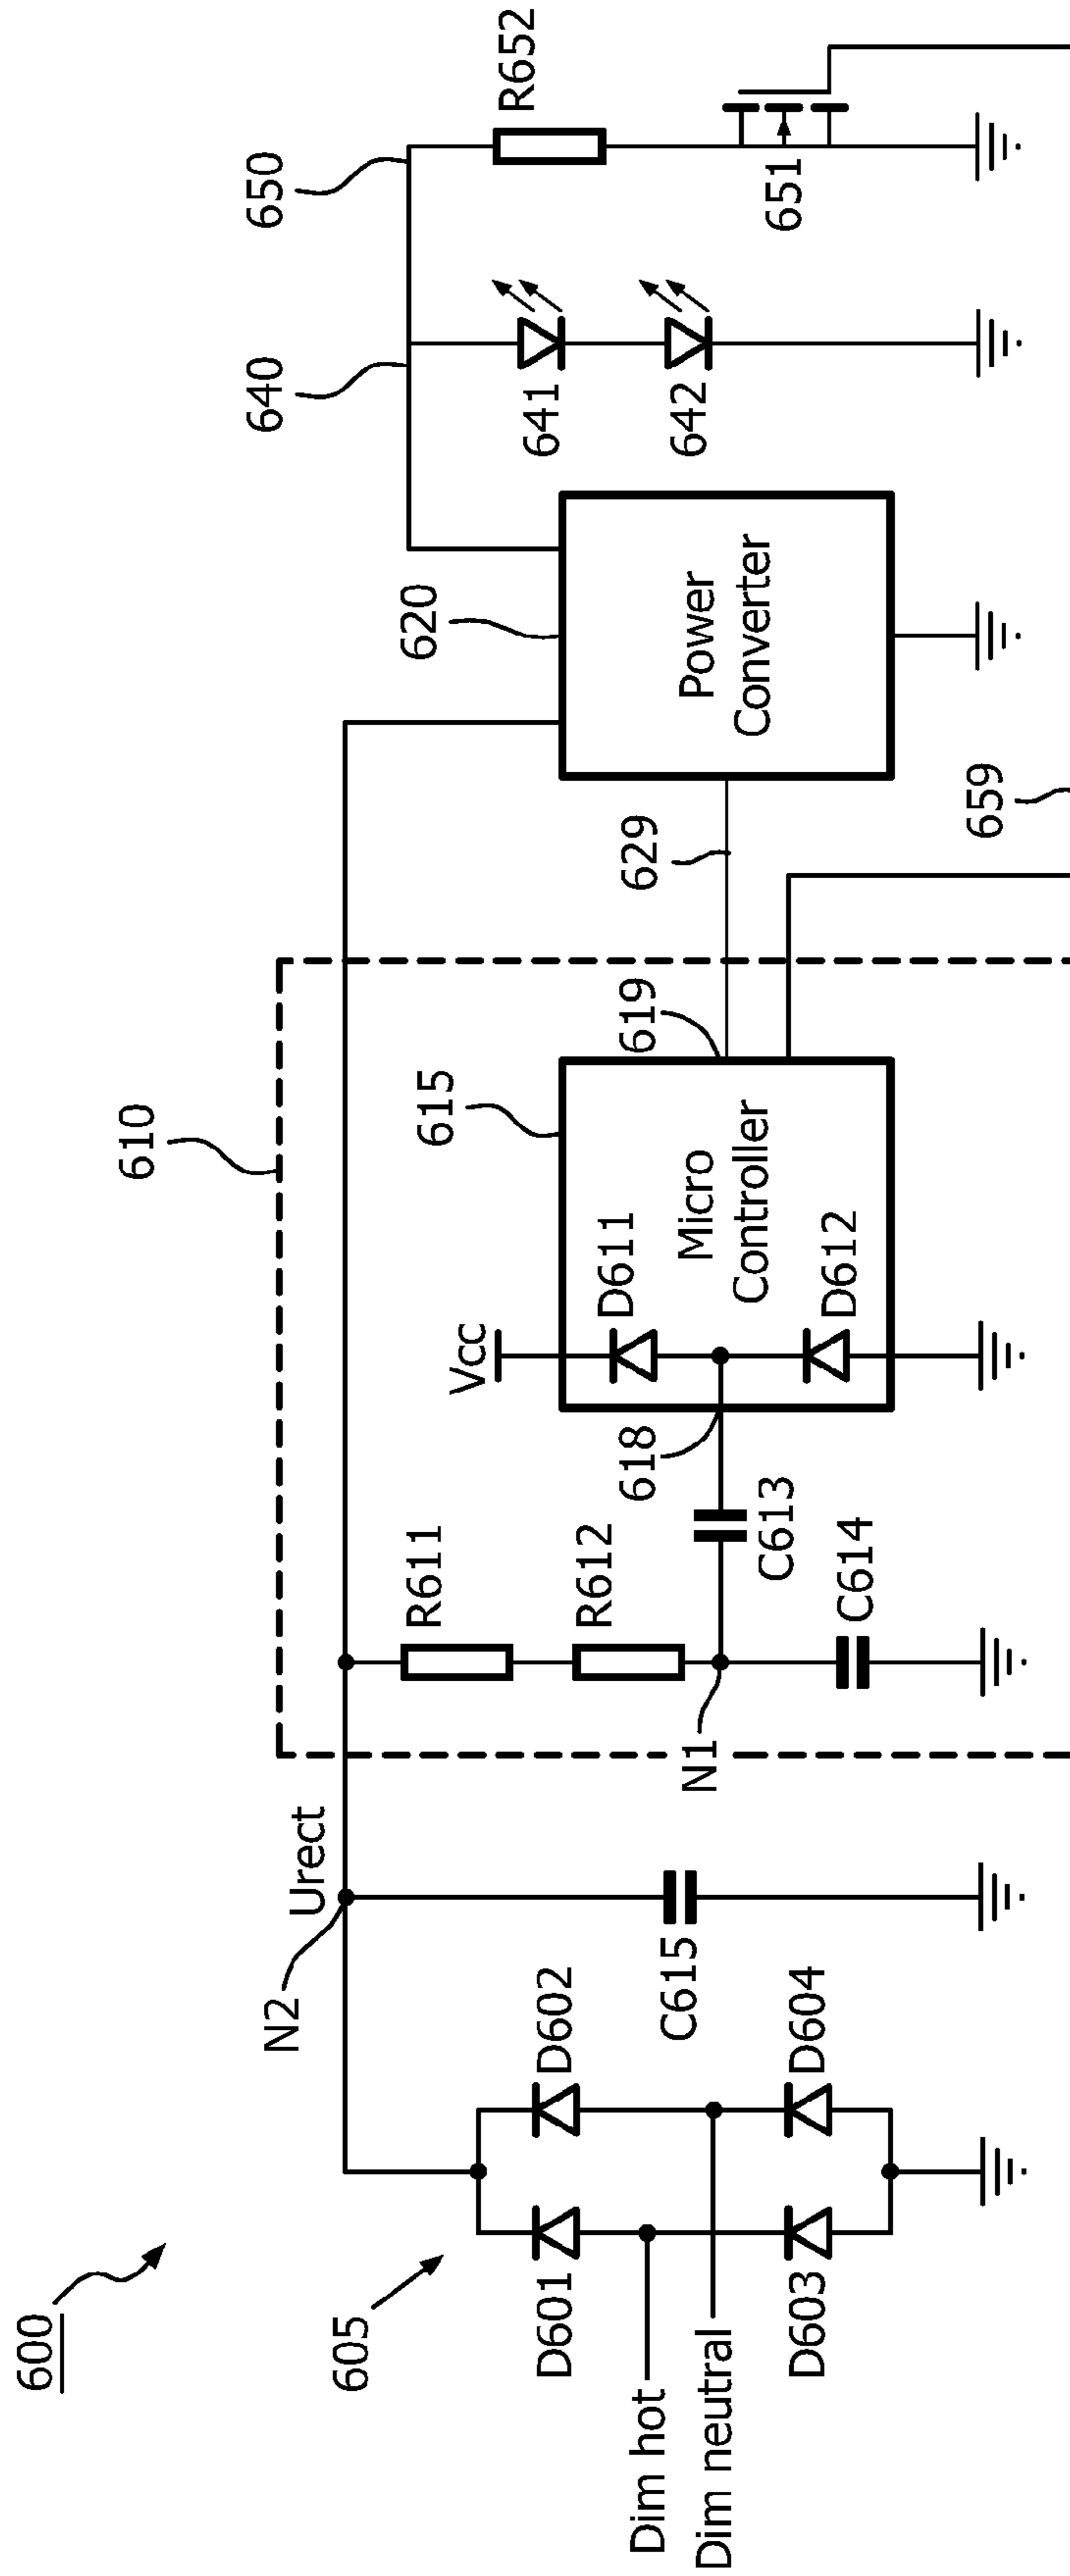 600
605
Dim hot
Dim neutral
D601
D602
D603
D604
N2
Urect
C615
610
R611
R612
N1
C613
C614
618
Vcc
615
D611
D612
Micro
Controller
619
629
659
620
Power
Converter
640
641
642
650
R652
651